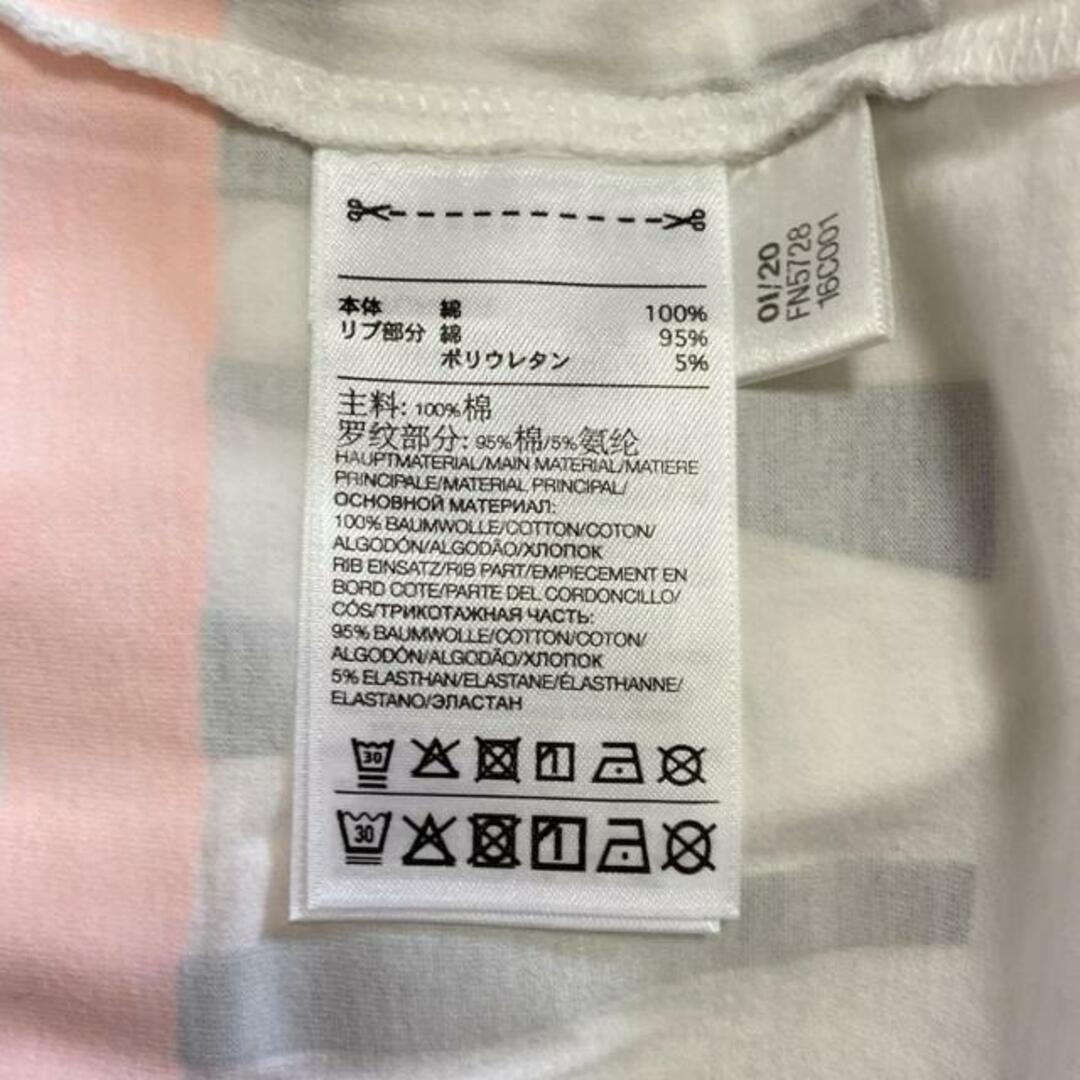 本体 綿 100%
リブ部分 綿 95%
ポリウレタン 5%
主料: 100%棉
罗纹部分: 95%棉/5%氨纶
HAUPTMATERIAL/MAIN MATERIAL/MATIERE
PRINCIPALE/MATERIAL PRINCIPAL/
ОСНОВНОЙ МАТЕРИАЛ:
100% BAUMWOLLE/COTTON/COTON/
ALGODÓN/ALGODÃO/ХЛОПОК
RIB EINSATZ/RIB PART/EMPIECEMENT EN
BORD COTE/PARTE DEL CORDONCILLO/
CÓS/ТРИКОТАЖНАЯ ЧАСТЬ:
95% BAUMWOLLE/COTTON/COTON/
ALGODÓN/ALGODÃO/ХЛОПОК
5% ELASTHAN/ELASTANE/ÉLASTHANNE/
ELASTANO/ЭЛАСТАН
30
30
01/20
FN5728
16C001